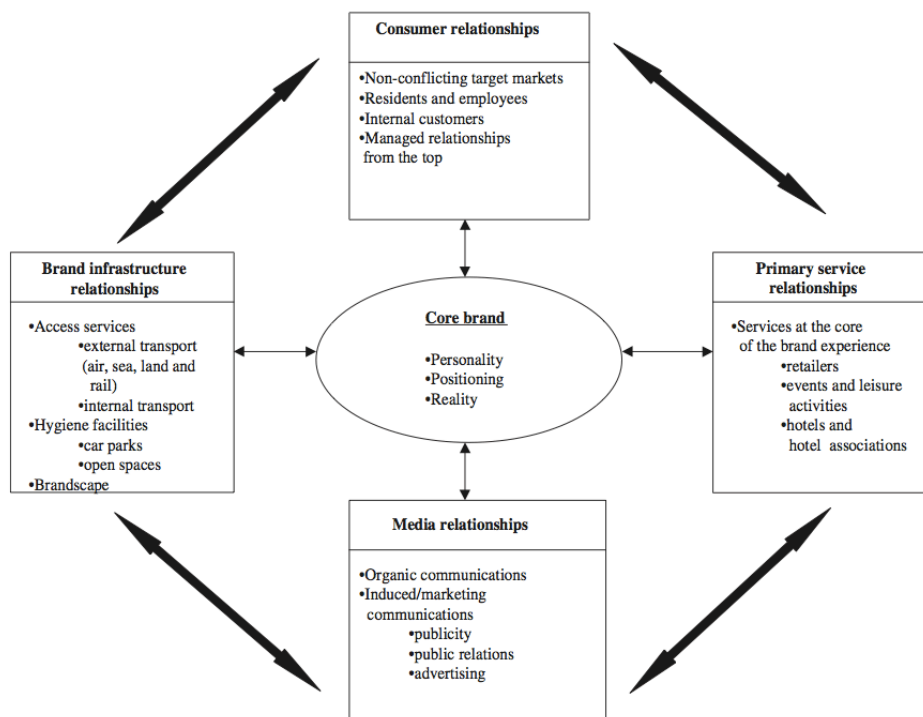 Consumer relationships
•Non-conflicting target markets
•Residents and employees
•Internal customers
•Managed relationships
from the top
Brand infrastructure
relationships
•Access services
•external transport
(air, sea, land and
rail)
•internal transport
•Hygiene facilities
•car parks
•open spaces
•Brandscape
Core brand
•Personality
•Positioning
•Reality
Primary service
relationships
•Services at the core
of the brand experience
•retailers
•events and leisure
activities
•hotels and
hotel associations
Media relationships
•Organic communications
•Induced/marketing
communications
•publicity
•public relations
•advertising